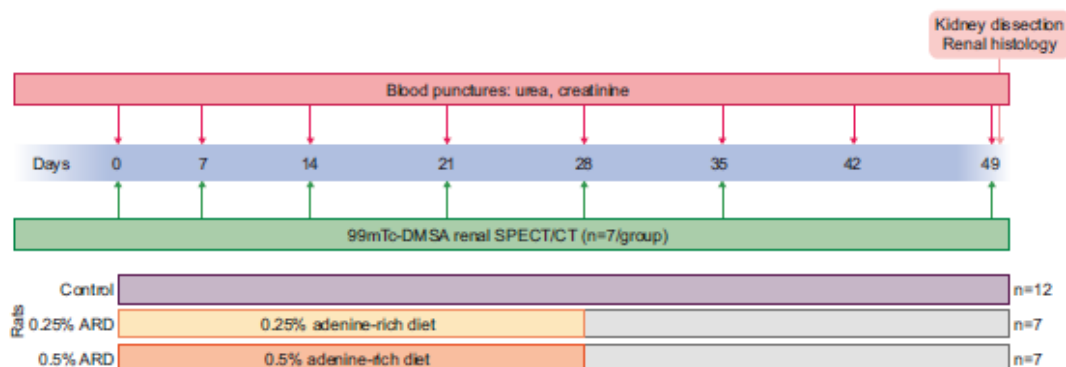 Kidney dissection
Renal histology
Blood punctures: urea, creatinine
Days 0 7 14 21 28 35 42 49
99mTc-DMSA renal SPECT/CT (n=7/group)
Rats
Control n=12
0.25% ARD 0.25% adenine-rich diet n=7
0.5% ARD 0.5% adenine-rich diet n=7